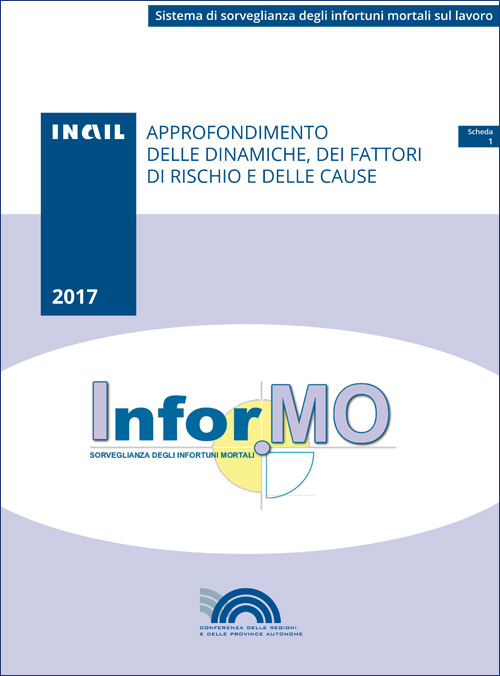 Sistema di sorveglianza degli infortuni mortali sul lavoro
INAIL
APPROFONDIMENTO
DELLE DINAMICHE, DEI FATTORI
DI RISCHIO E DELLE CAUSE
Scheda
1
2017
Infor.MO
SORVEGLIANZA DEGLI INFORTUNI MORTALI
CONFERENZA DELLE REGIONI
E DELLE PROVINCE AUTONOME